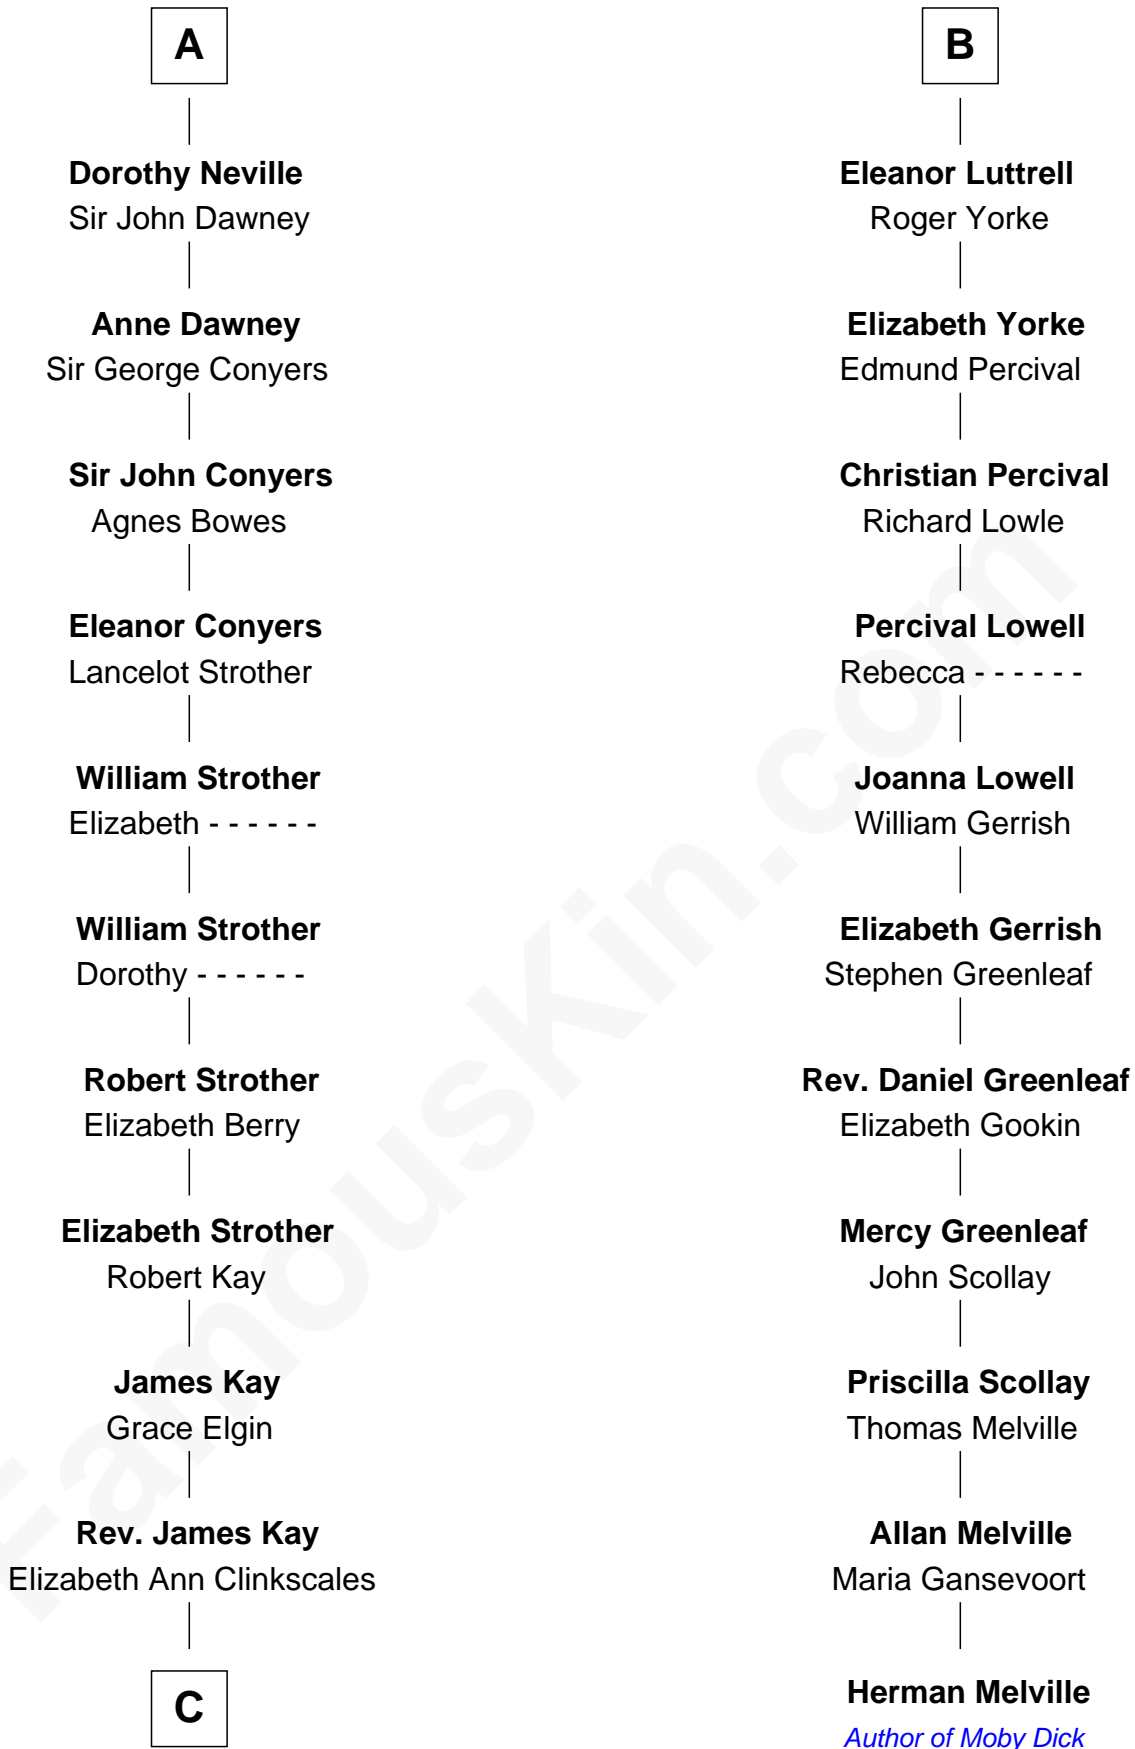 A
Dorothy Neville
Sir John Dawney
Anne Dawney
Sir George Conyers
Sir John Conyers
Agnes Bowes
Eleanor Conyers
Lancelot Strother
William Strother
Elizabeth - - - - - -
William Strother
Dorothy - - - - - -
Robert Strother
Elizabeth Berry
Elizabeth Strother
Robert Kay
James Kay
Grace Elgin
Rev. James Kay
Elizabeth Ann Clinkscales
C
B
Eleanor Luttrell
Roger Yorke
Elizabeth Yorke
Edmund Percival
Christian Percival
Richard Lowle
Percival Lowell
Rebecca - - - - - -
Joanna Lowell
William Gerrish
Elizabeth Gerrish
Stephen Greenleaf
Rev. Daniel Greenleaf
Elizabeth Gookin
Mercy Greenleaf
John Scollay
Priscilla Scollay
Thomas Melville
Allan Melville
Maria Gansevoort
Herman Melville
Author of Moby Dick
FamousKin.com